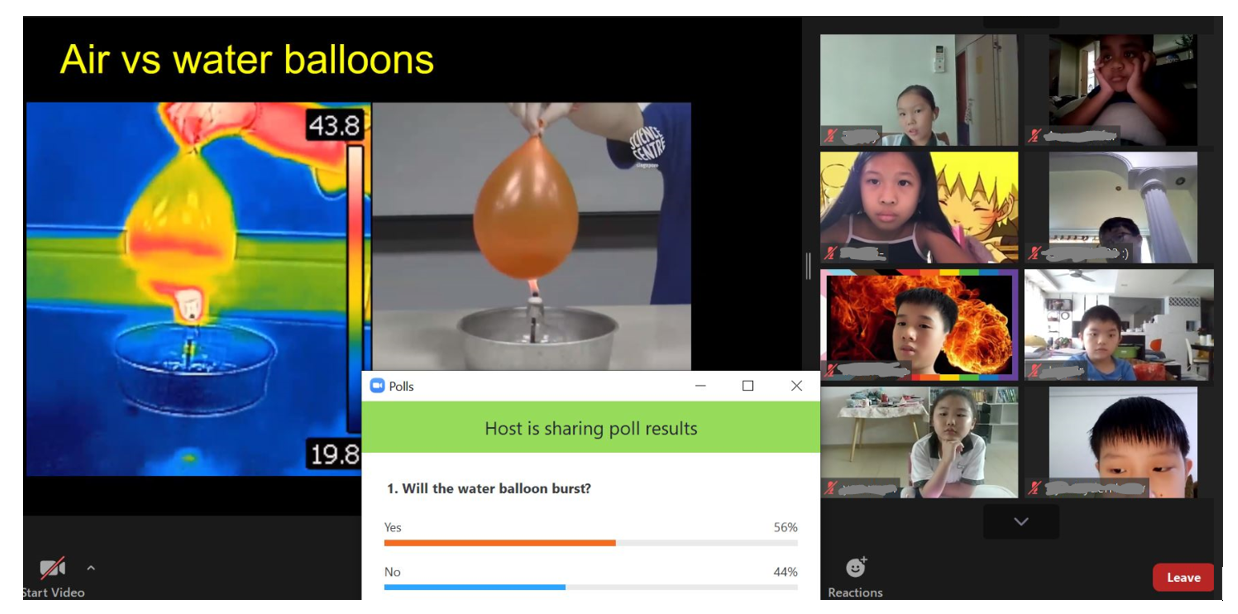 Air vs water balloons
43.8
SCIENCE
CENTRE
19.8
Polls
Host is sharing poll results
1. Will the water balloon burst?
Yes
56%
No
44%
:)
Start Video
Reactions
Leave